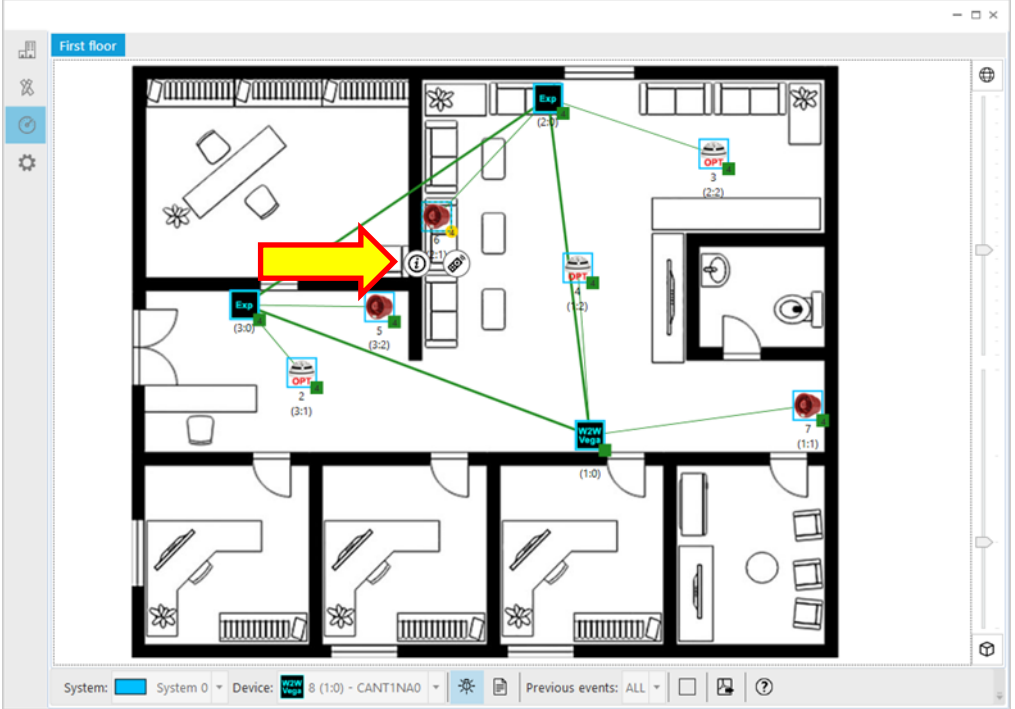 First floor
Exp
(2:0)
OPT
3
(2:2)
6
(2:1)
OPT
4
(1:2)
Exp
(3:0)
5
(3:2)
OPT
2
(3:1)
W2W
Vega
(1:0)
7
(1:1)
System: System 0 Device: W2W Vega 8 (1:0) - CANT1NA0 Previous events: ALL